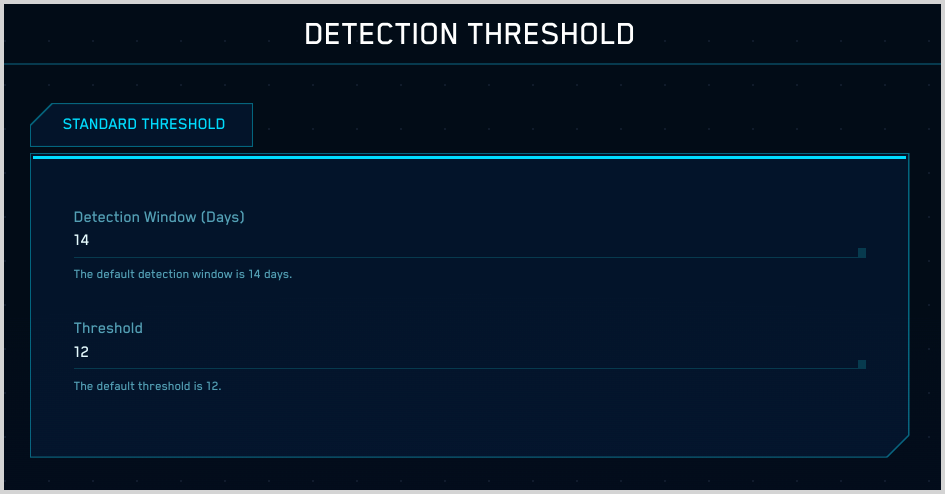 DETECTION THRESHOLD
STANDARD THRESHOLD
Detection Window (Days)
14
The default detection window is 14 days.
Threshold
12
The default threshold is 12.